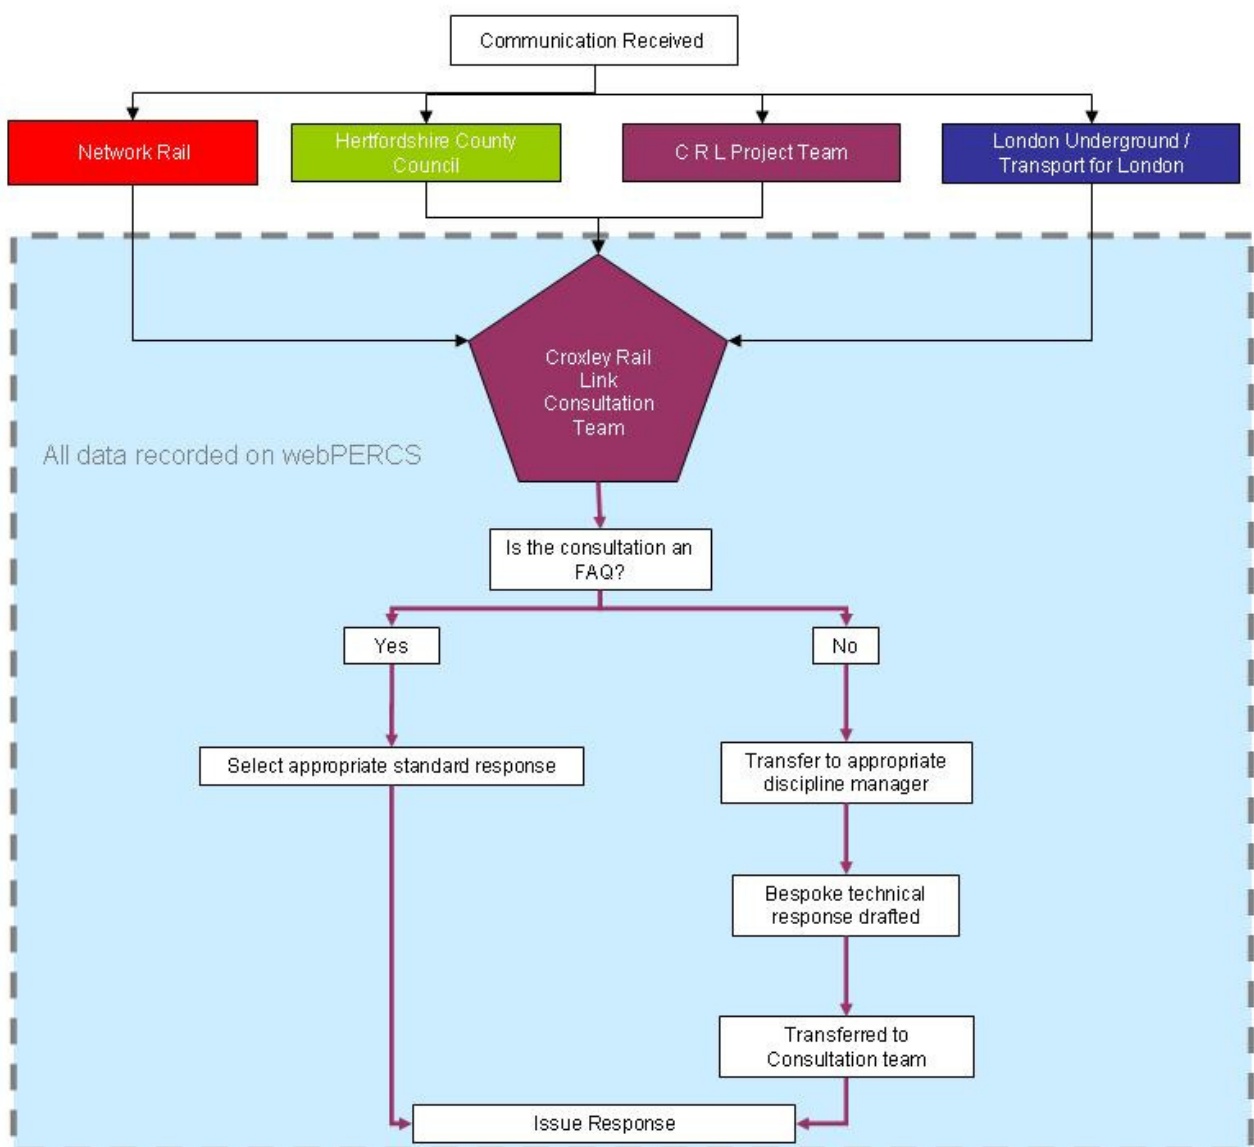 Communication Received
Network Rail
Hertfordshire County
Council
C R L Project Team
London Underground /
Transport for London
Croxley Rail
Link
Consultation
Team
All data recorded on webPERCS
Is the consultation an
FAQ?
Yes
No
Select appropriate standard response
Transfer to appropriate
discipline manager
Bespoke technical
response drafted
Transferred to
Consultation team
Issue Response